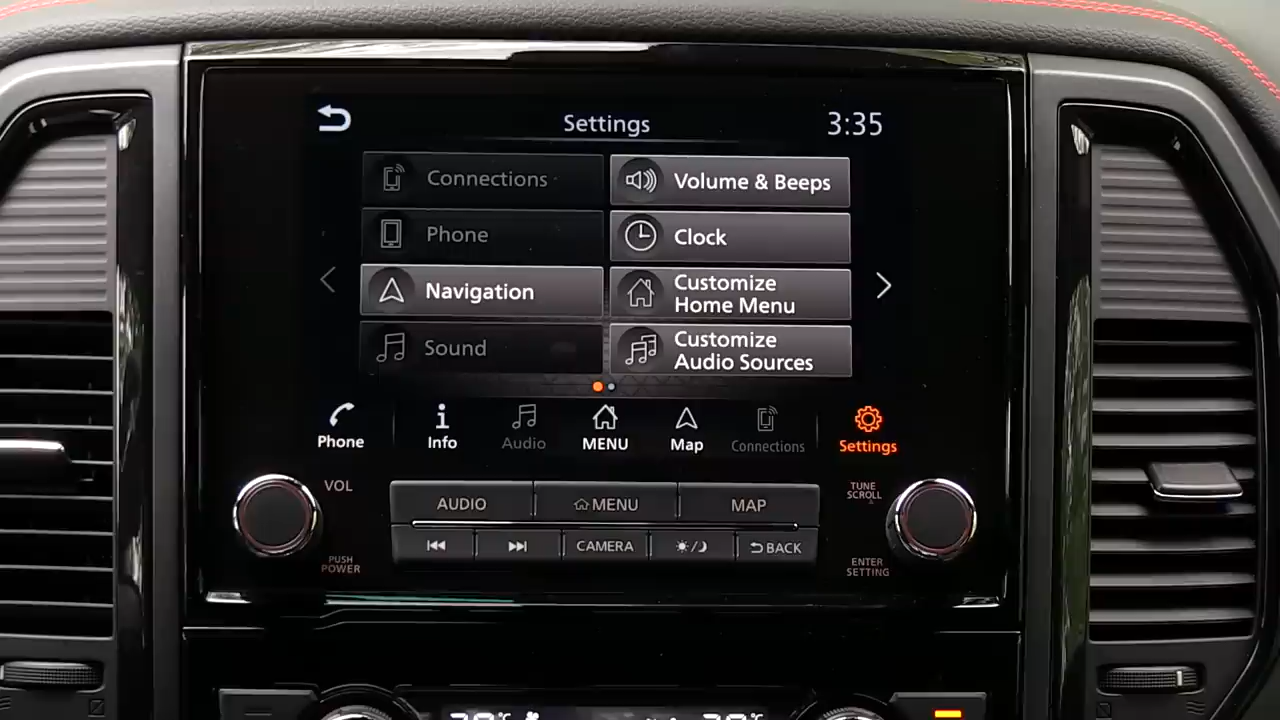 Settings
3:35
Connections
Volume & Beeps
Phone
Clock
Navigation
Customize
Home Menu
Sound
Customize
Audio Sources
Phone
Info
Audio
MENU
Map
Connections
Settings
VOL
PUSH
POWER
AUDIO
MENU
MAP
CAMERA
BACK
TUNE
SCROLL
ENTER
SETTING